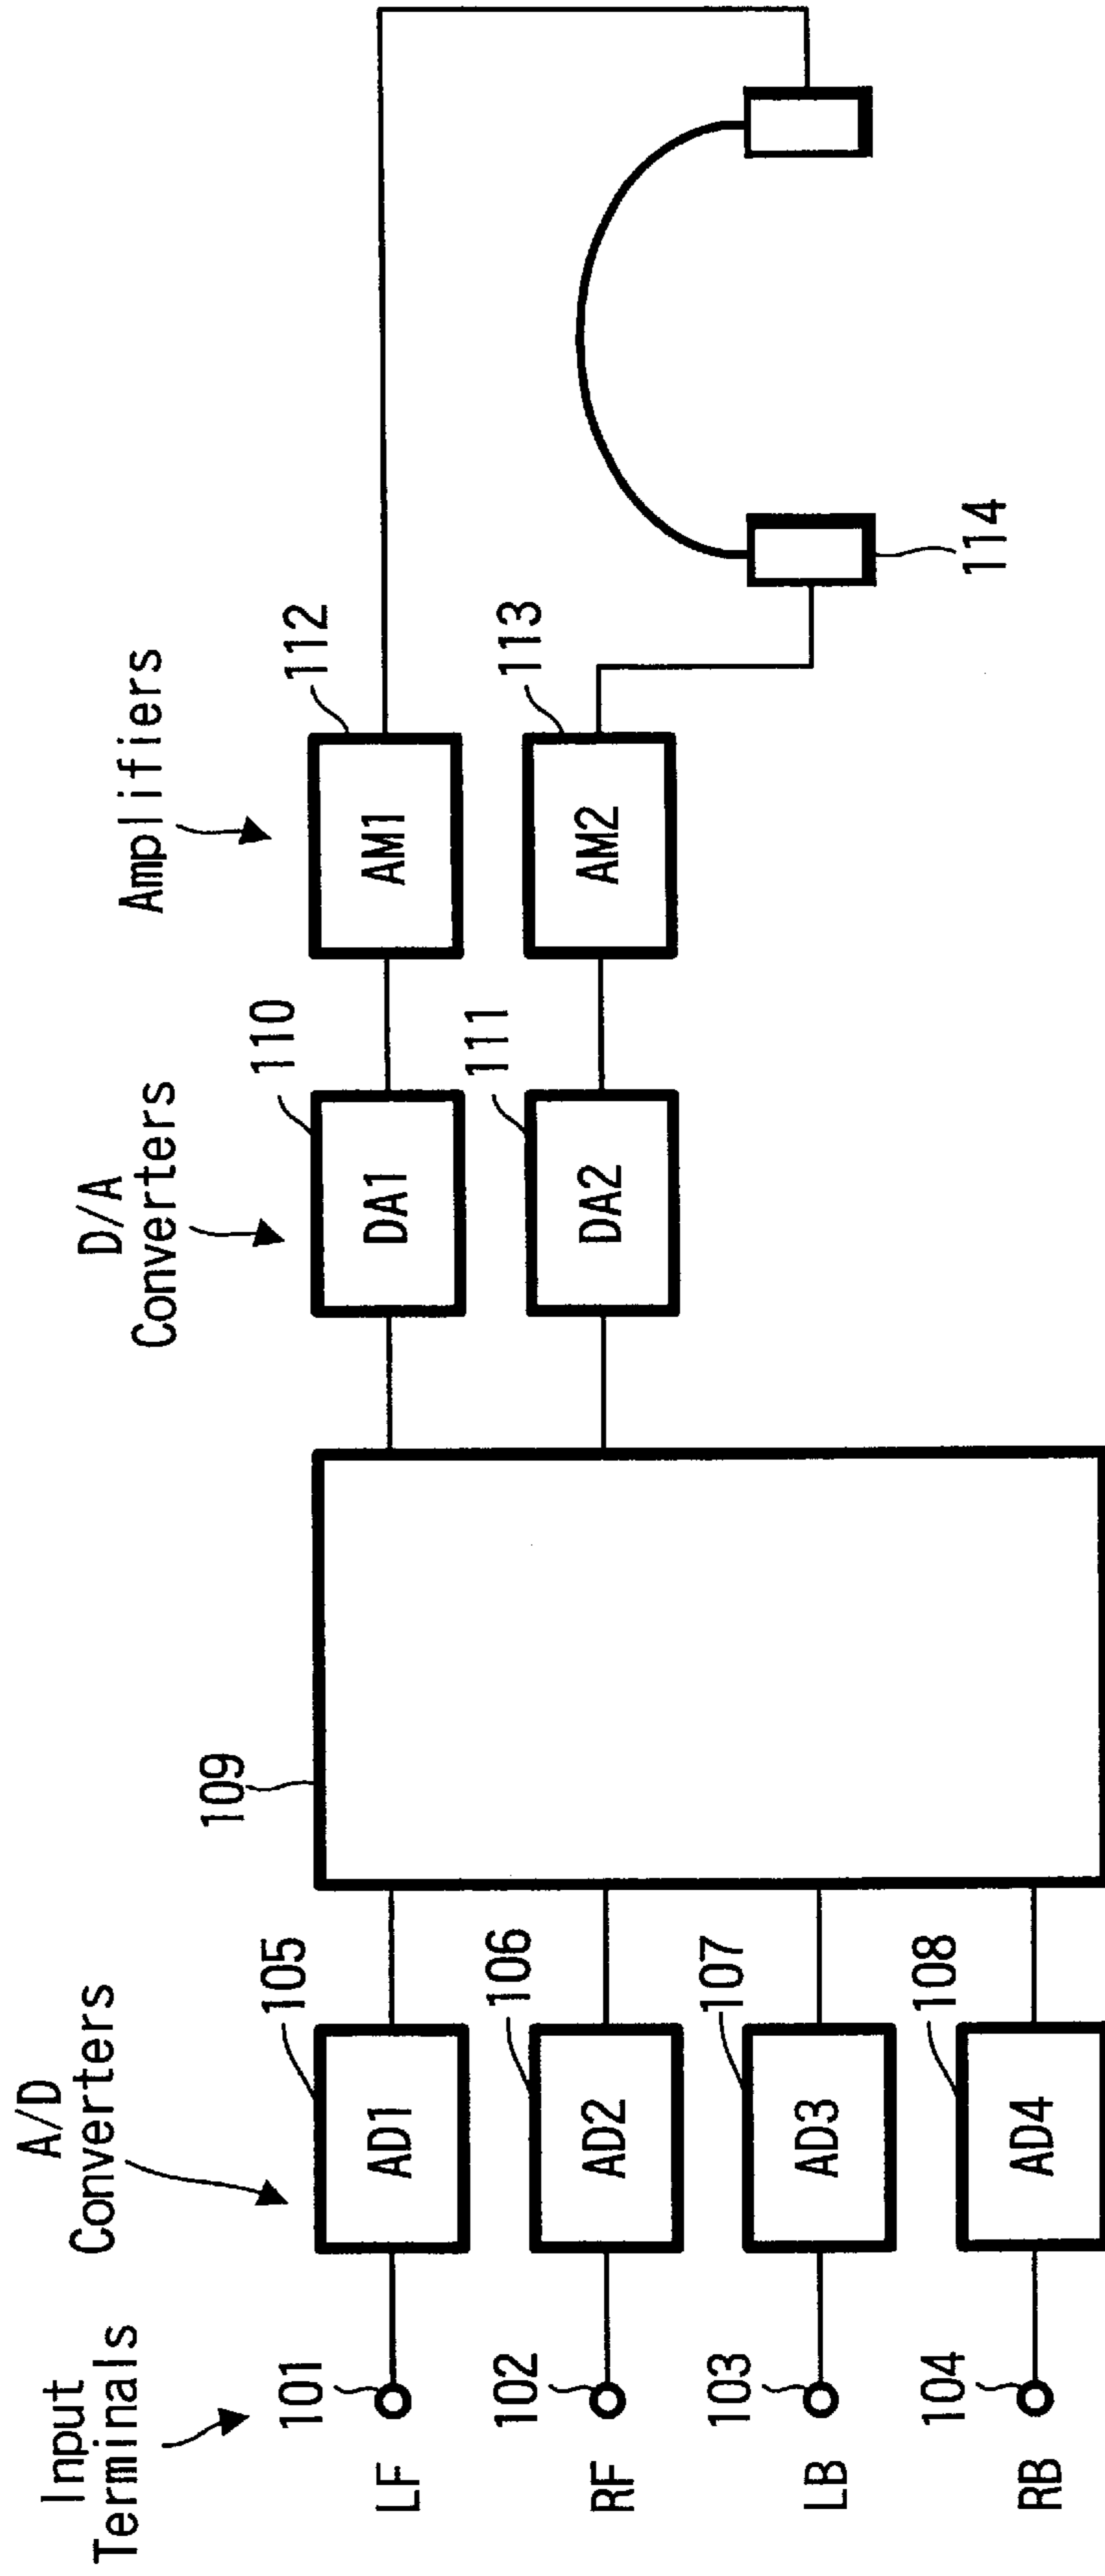 Input
Terminals
A/D
Converters
D/A
Converters
Amplifiers
101
LF
105
AD1
109
110
DA1
112
AM1
102
RF
106
AD2
111
DA2
113
AM2
103
LB
107
AD3
114
104
RB
108
AD4